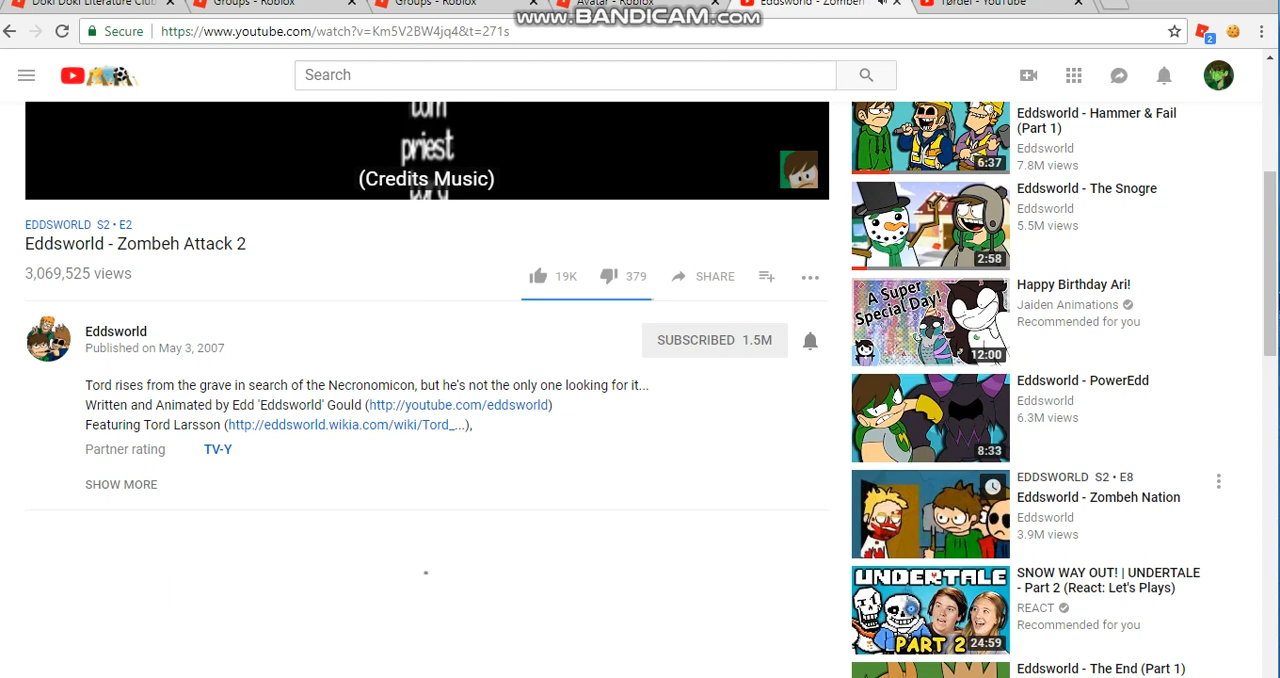 Doki Doki Literature Club
Groups - Roblox
Groups - Roblox
Avatar - Roblox
Eddsworld - Zombeh
Tørdel - YouTube
www.BANDICAM.com
Secure
https://www.youtube.com/watch?v=Km5V2BW4jq4&t=271s
2
Search
tom
priest
(Credits Music)
EDDSWORLD S2 • E2
Eddsworld - Zombeh Attack 2
3,069,525 views
19K
379
SHARE
Eddsworld
Published on May 3, 2007
SUBSCRIBED 1.5M
Tord rises from the grave in search of the Necronomicon, but he's not the only one looking for it...
Written and Animated by Edd 'Eddsworld' Gould (http://youtube.com/eddsworld)
Featuring Tord Larsson (http://eddsworld.wikia.com/wiki/Tord_...),
Partner rating TV-Y
SHOW MORE
6:37
Eddsworld - Hammer & Fail
(Part 1)
Eddsworld
7.8M views
2:58
Eddsworld - The Snogre
Eddsworld
5.5M views
A Super
Special Day!
12:00
Happy Birthday Ari!
Jaiden Animations
Recommended for you
8:33
Eddsworld - PowerEdd
Eddsworld
6.3M views
EDDSWORLD S2 • E8
Eddsworld - Zombeh Nation
Eddsworld
3.9M views
UNDERTALE
PART 2
24:59
SNOW WAY OUT! | UNDERTALE
- Part 2 (React: Let's Plays)
REACT
Recommended for you
Eddsworld - The End (Part 1)